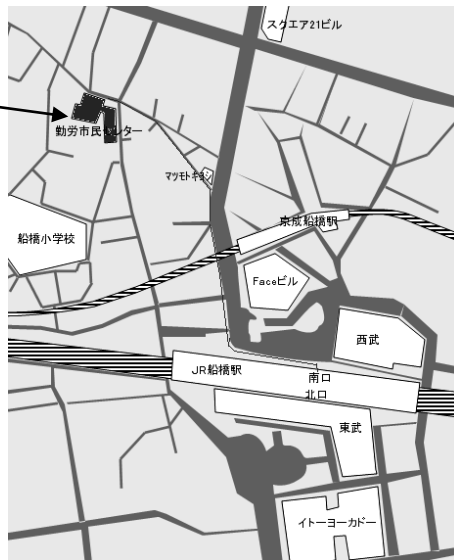 スクエア21ビル
勤労市民センター
マツモトキヨシ
京成船橋駅
船橋小学校
Faceビル
西武
JR船橋駅
南口
北口
東武
イトーヨーカドー